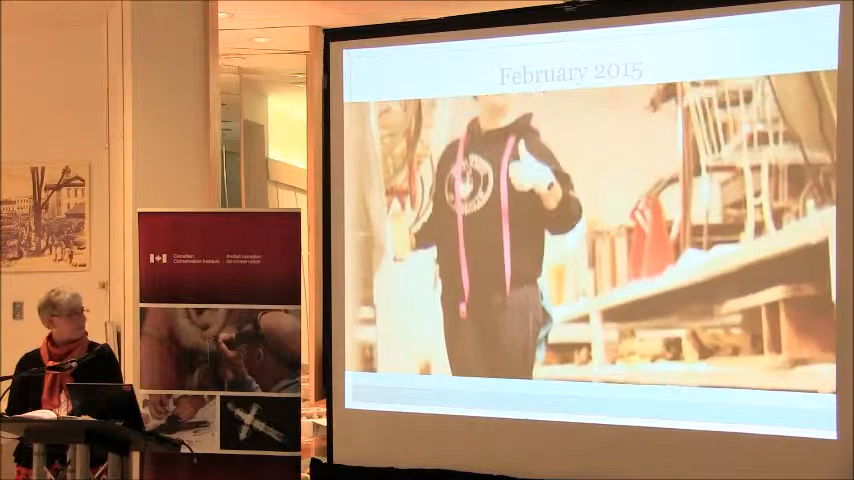 February 2015
Canadian Conservation Institute
Institut canadien de conservation